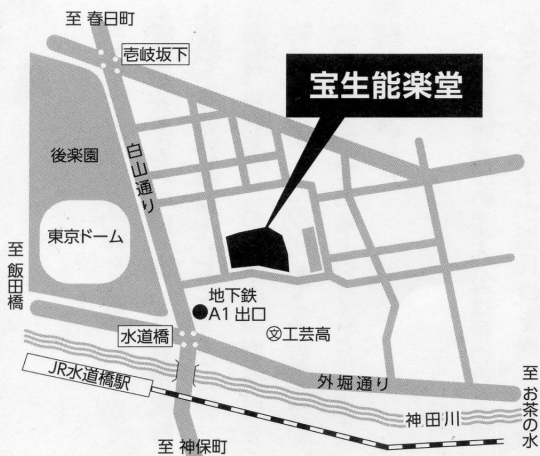 至 春日町
壱岐坂下
宝生能楽堂
後楽園
白山通り
東京ドーム
至 飯田橋
地下鉄
A1 出口
水道橋
㊛工芸高
JR水道橋駅
外堀通り
神田川
至 お茶の水
至 神保町